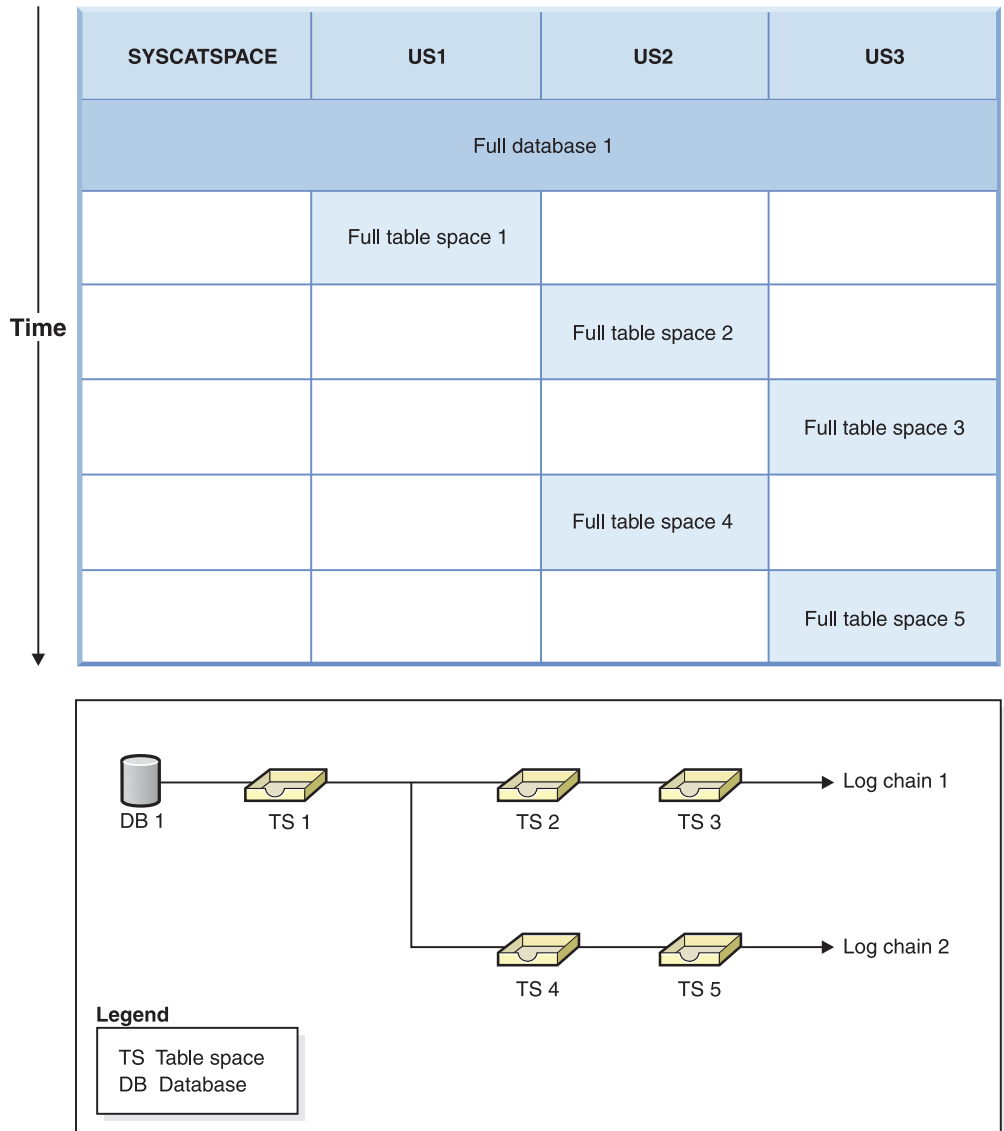 SYSCATSPACE US1 US2 US3
Full database 1
Full table space 1
Time
Full table space 2
Full table space 3
Full table space 4
Full table space 5
DB 1 TS 1 TS 2 TS 3 Log chain 1
TS 4 TS 5 Log chain 2
Legend
TS Table space
DB Database